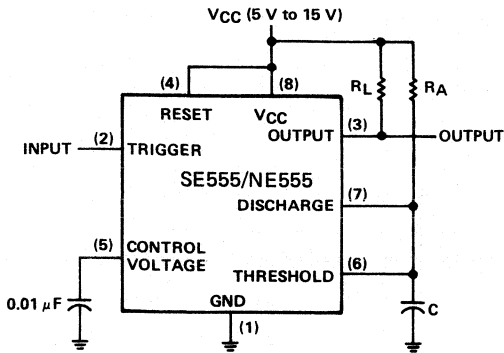 VCC (5 V to 15 V)
(4)
(8)
RL
RA
RESET
VCC
(3)
OUTPUT
OUTPUT
INPUT
(2)
TRIGGER
SE555/NE555
(7)
DISCHARGE
(5)
CONTROL
VOLTAGE
(6)
THRESHOLD
0.01 µF
GND
C
(1)